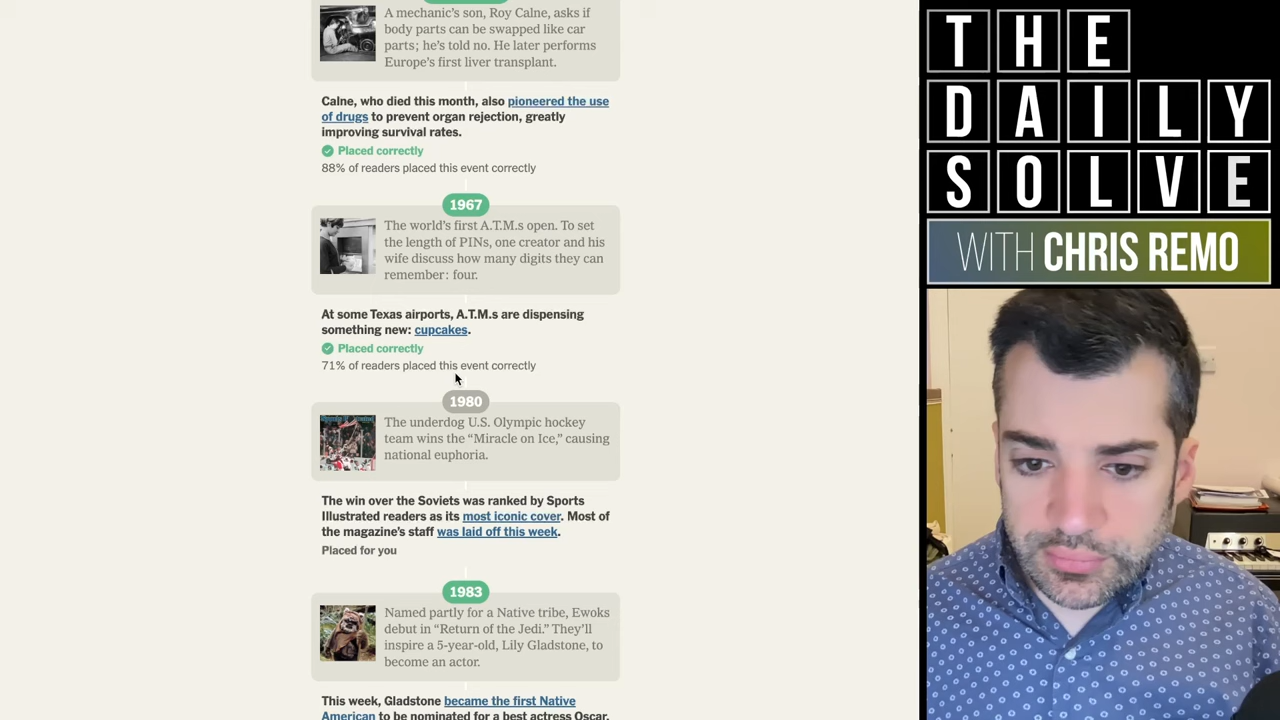 A mechanic's son, Roy Calne, asks if
body parts can be swapped like car
parts; he's told no. He later performs
Europe's first liver transplant.
Calne, who died this month, also pioneered the use
of drugs to prevent organ rejection, greatly
improving survival rates.
Placed correctly
88% of readers placed this event correctly
1967
The world's first A.T.M.s open. To set
the length of PINs, one creator and his
wife discuss how many digits they can
remember: four.
At some Texas airports, A.T.M.s are dispensing
something new: cupcakes.
Placed correctly
71% of readers placed this event correctly
1980
The underdog U.S. Olympic hockey
team wins the “Miracle on Ice,” causing
national euphoria.
The win over the Soviets was ranked by Sports
Illustrated readers as its most iconic cover. Most of
the magazine's staff was laid off this week.
Placed for you
1983
Named partly for a Native tribe, Ewoks
debut in “Return of the Jedi.” They'll
inspire a 5-year-old, Lily Gladstone, to
become an actor.
This week, Gladstone became the first Native
American to be nominated for a best actress Oscar.
THE
DAILY
SOLVE
WITH CHRIS REMO